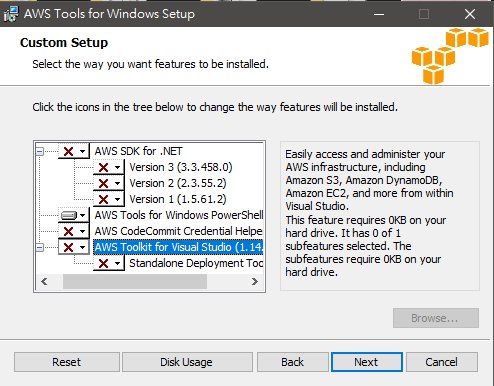 AWS Tools for Windows Setup
Custom Setup
Select the way you want features to be installed.
Click the icons in the tree below to change the way features will be installed.
AWS SDK for .NET
Version 3 (3.3.458.0)
Version 2 (2.3.55.2)
Version 1 (1.5.61.2)
AWS Tools for Windows PowerShell
AWS CodeCommit Credential Helpe
AWS Toolkit for Visual Studio (1.14.
Standalone Deployment Too
Easily access and administer your
AWS infrastructure, including
Amazon S3, Amazon DynamoDB,
Amazon EC2, and more from within
Visual Studio.
This feature requires 0KB on your
hard drive. It has 0 of 1
subfeatures selected. The
subfeatures require 0KB on your
hard drive.
Browse...
Reset
Disk Usage
Back
Next
Cancel